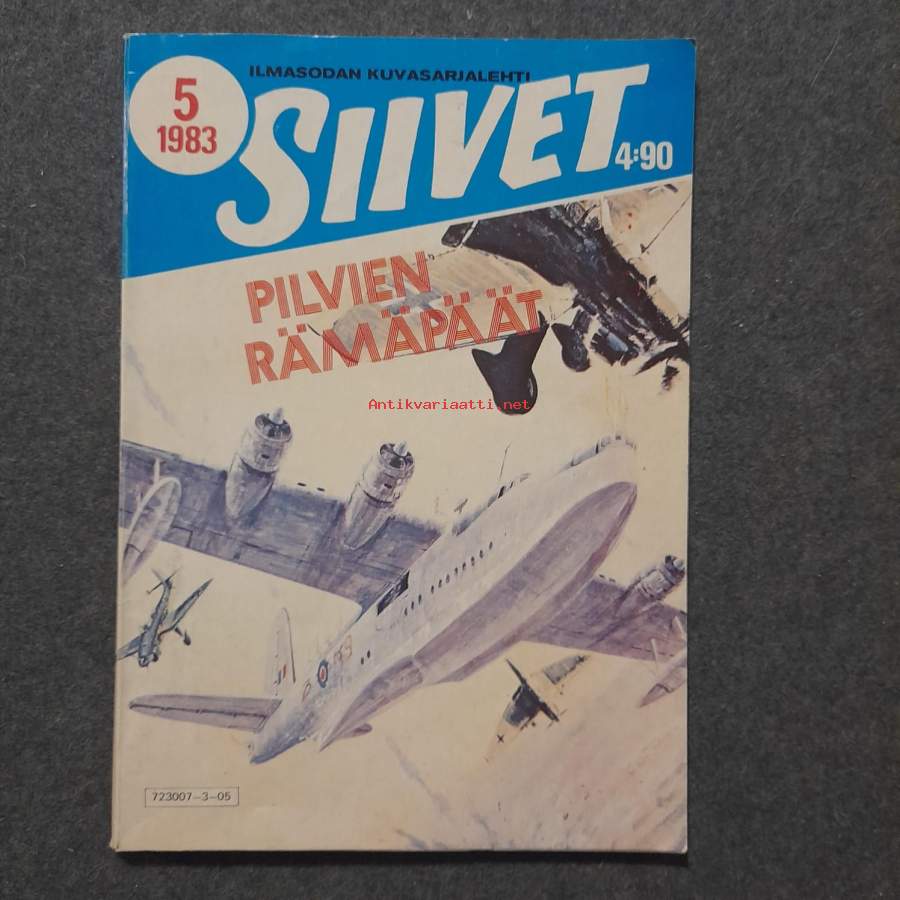 ILMASODAN KUVASARJALEHTI
5
1983
SIIVET
4:90
PILVIEN
RÄMÄPÄÄT
Antikvariaatti.net
723007-3-05